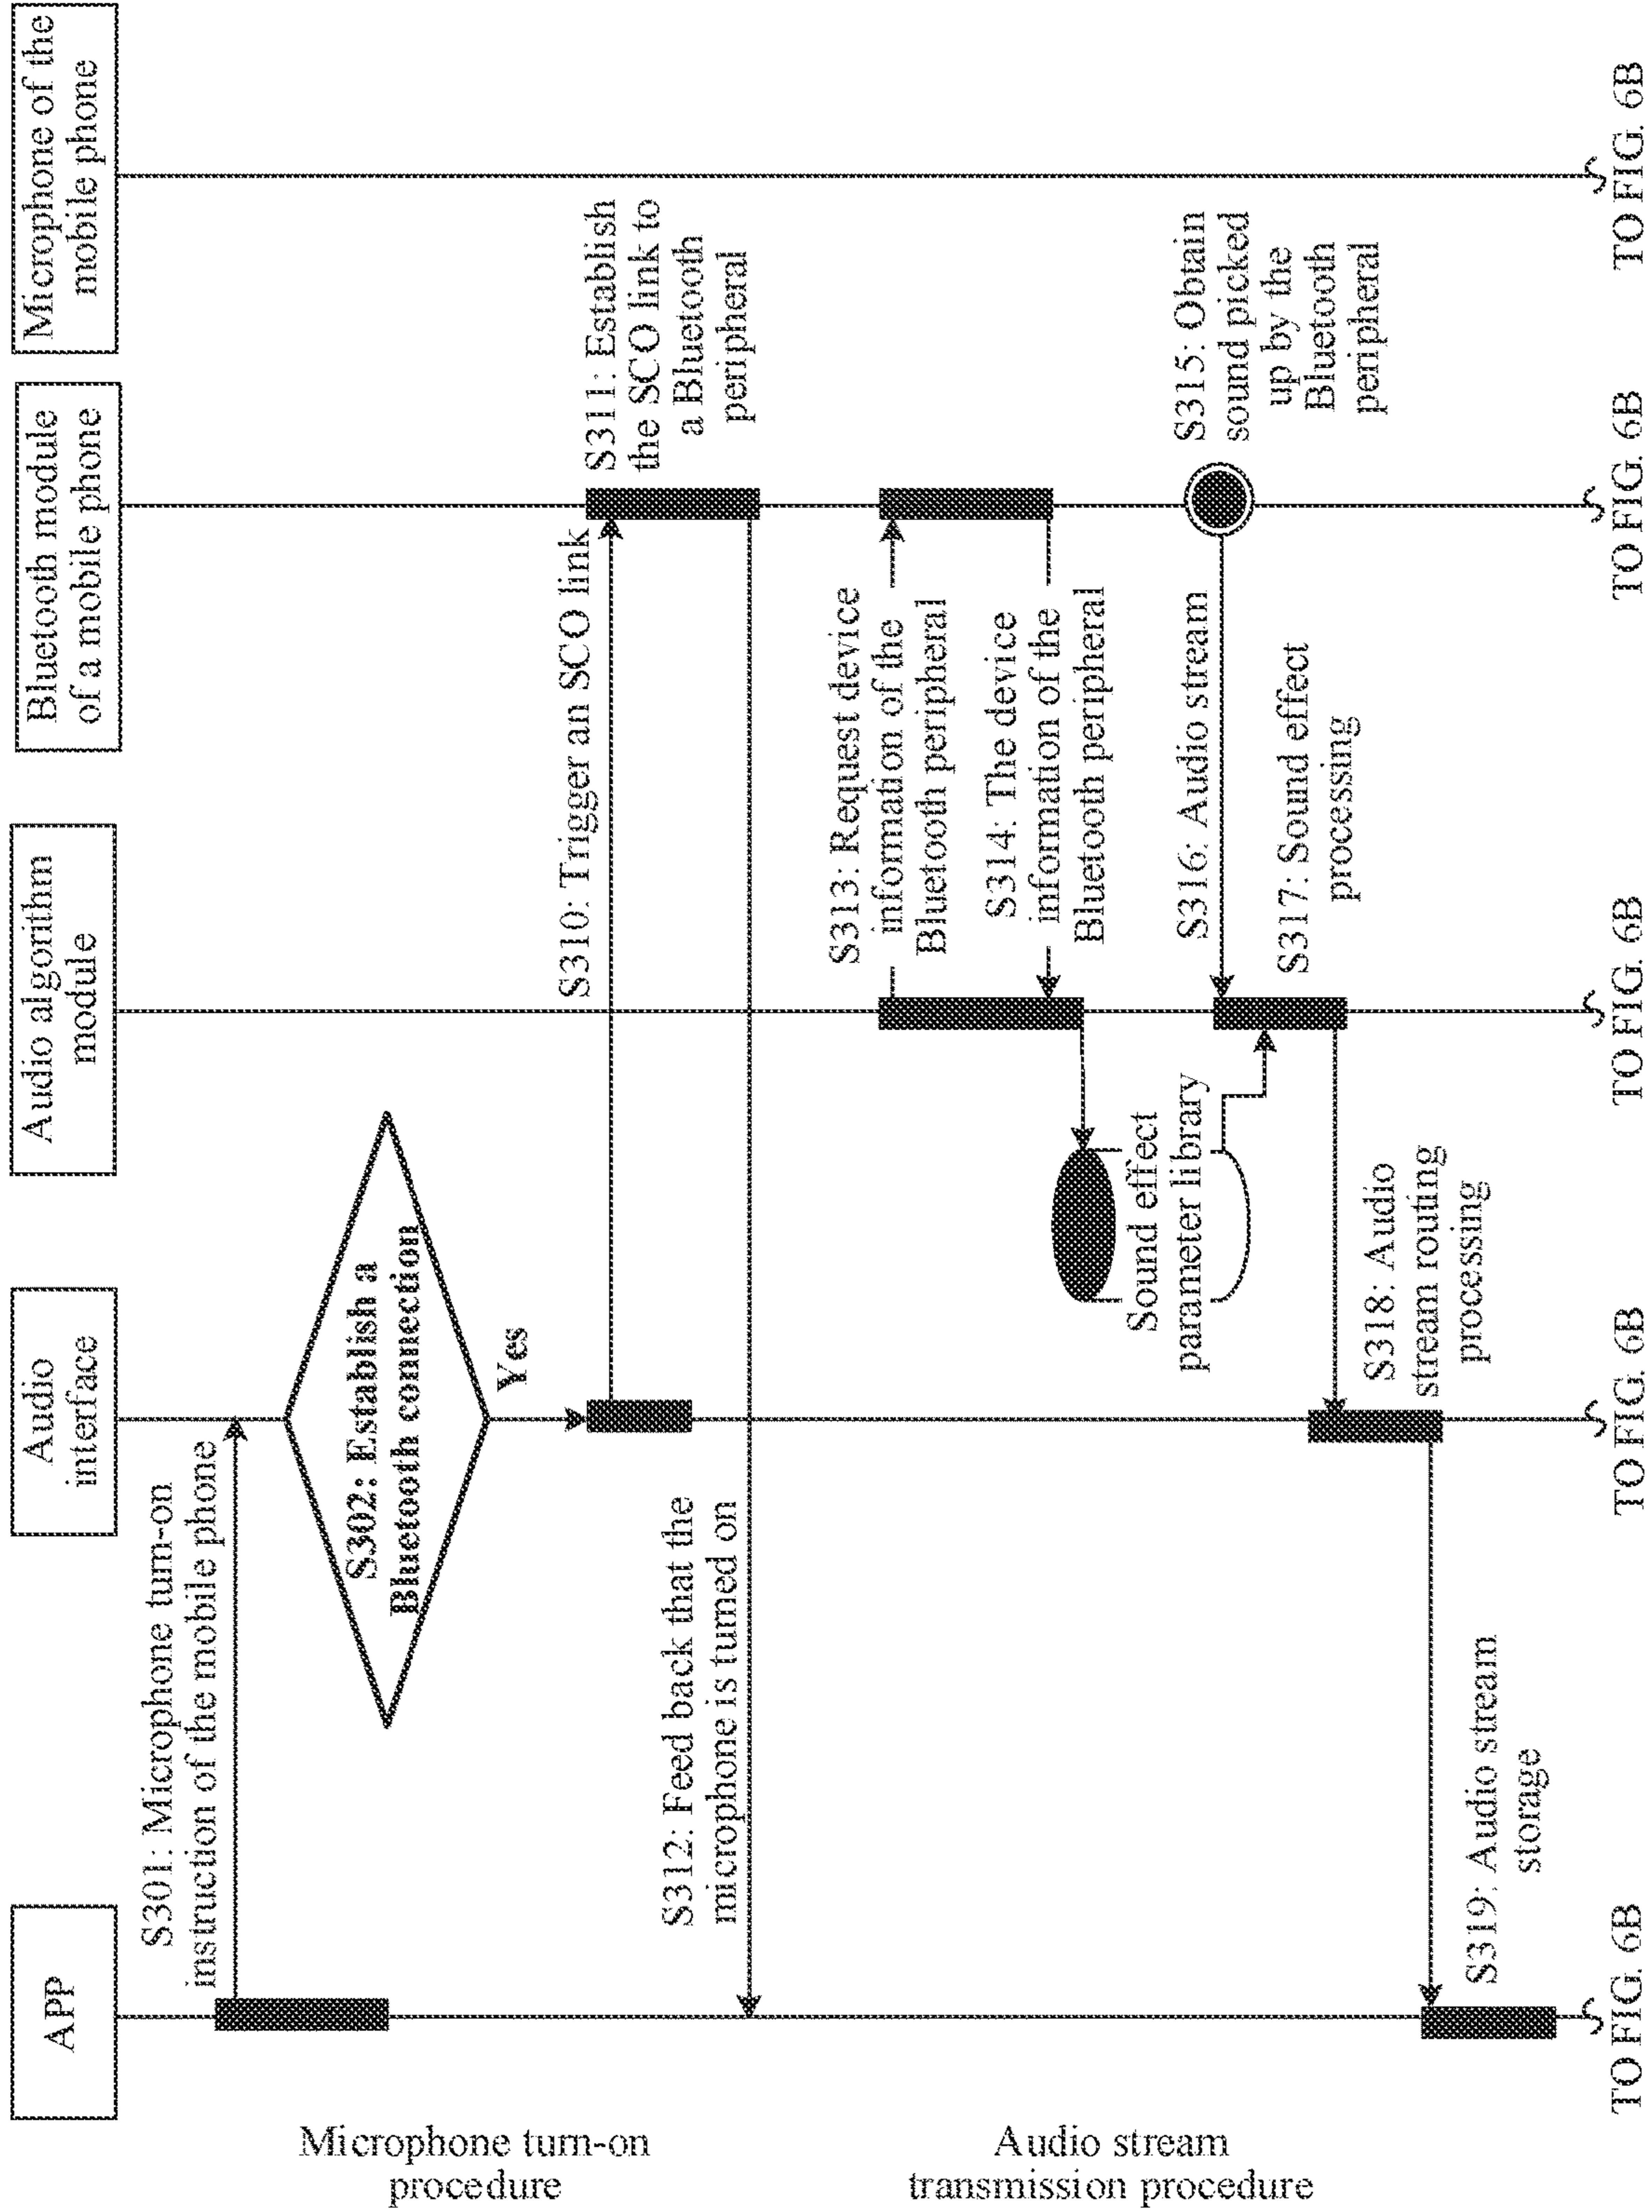 APP
Audio
interface
Audio algorithm
module
Bluetooth module
of a mobile phone
Microphone of the
mobile phone
Microphone turn-on
procedure
S301: Microphone turn-on
instruction of the mobile phone
S302: Establish a
Bluetooth connection
Yes
S310: Trigger an SCO link
S311: Establish
the SCO link to
a Bluetooth
peripheral
S312: Feed back that the
microphone is turned on
Audio stream
transmission procedure
S313: Request device
information of the
Bluetooth peripheral
S314: The device
information of the
Bluetooth peripheral
Sound effect
parameter library
S315: Obtain
sound picked
up by the
Bluetooth
peripheral
S316: Audio stream
S317: Sound effect
processing
S318: Audio
stream routing
processing
S319: Audio stream
storage
TO FIG. 6B
TO FIG. 6B
TO FIG. 6B
TO FIG. 6B
TO FIG. 6B